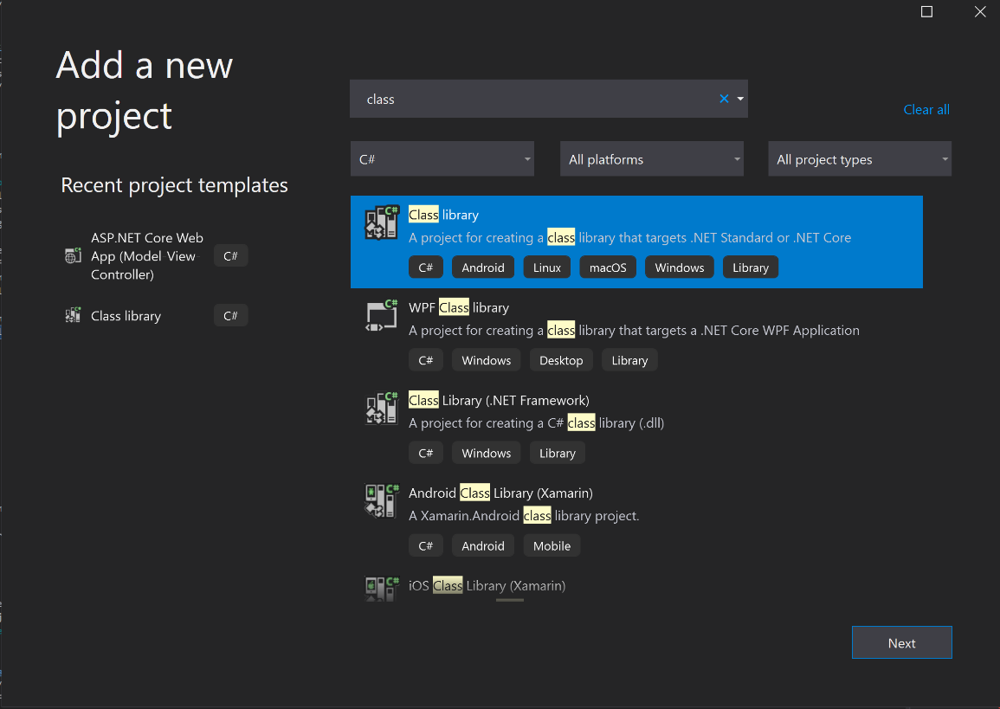 Add a new
project
class
Clear all
C#
All platforms
All project types
Recent project templates
ASP.NET Core Web
App (Model-View-
Controller)
C#
Class library
C#
C#
Class library
A project for creating a class library that targets .NET Standard or .NET Core
C# Android Linux macOS Windows Library
C#
WPF Class library
A project for creating a class library that targets a .NET Core WPF Application
C# Windows Desktop Library
C#
Class Library (.NET Framework)
A project for creating a C# class library (.dll)
C# Windows Library
C#
Android Class Library (Xamarin)
A Xamarin.Android class library project.
C# Android Mobile
C#
iOS Class Library (Xamarin)
Next